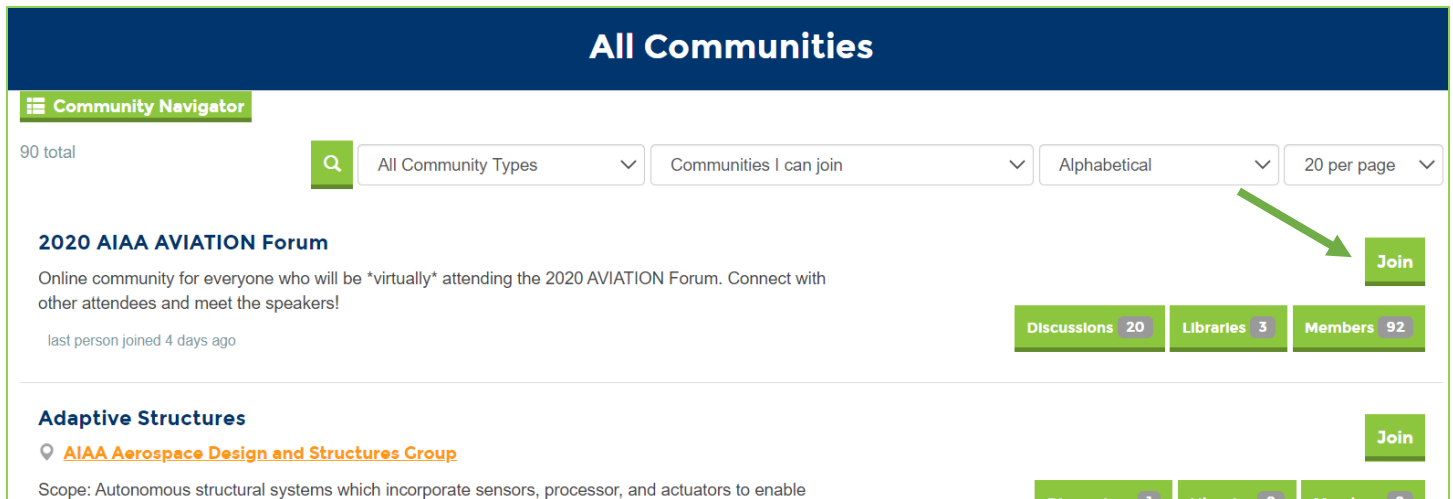 All Communities
Community Navigator
90 total
All Community Types
Communities I can join
Alphabetical
20 per page
2020 AIAA AVIATION Forum
Join
Online community for everyone who will be *virtually* attending the 2020 AVIATION Forum. Connect with
other attendees and meet the speakers!
Discussions 20
Libraries 3
Members 92
last person joined 4 days ago
Adaptive Structures
Join
AIAA Aerospace Design and Structures Group
Scope: Autonomous structural systems which incorporate sensors, processor, and actuators to enable